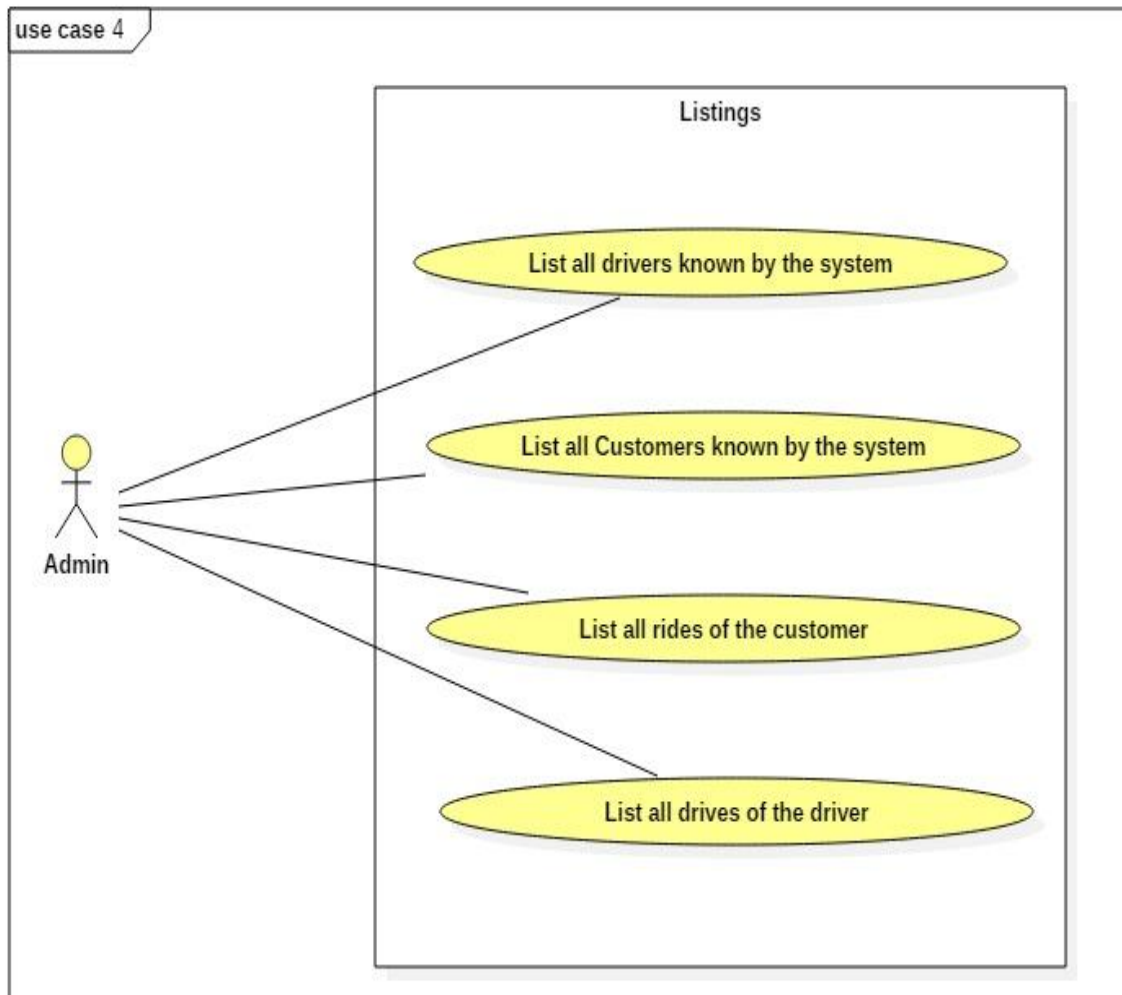 use case 4
Listings
List all drivers known by the system
List all Customers known by the system
Admin
List all rides of the customer
List all drives of the driver